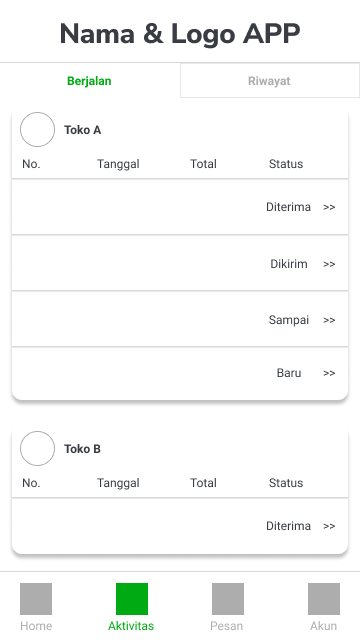 Nama & Logo APP
Berjalan Riwayat
Toko A
No. Tanggal Total Status
Diterima >>
Dikirim >>
Sampai >>
Baru >>
Toko B
No. Tanggal Total Status
Diterima >>
Home Aktivitas Pesan Akun